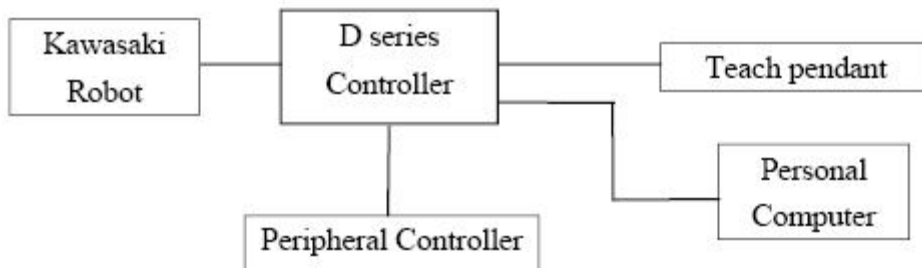 Kawasaki
Robot
D series
Controller
Teach pendant
Personal
Computer
Peripheral Controller